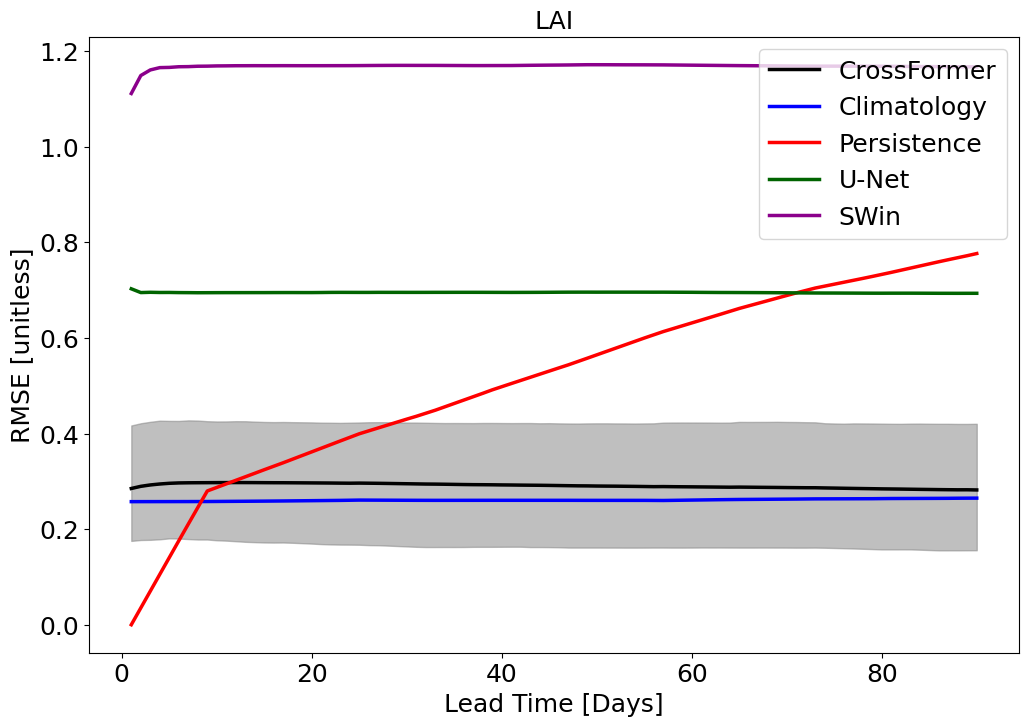 LAI
RMSE [unitless]
1.2
1.0
0.8
0.6
0.4
0.2
0.0
CrossFormer
Climatology
Persistence
U-Net
SWin
0 20 40 60 80
Lead Time [Days]